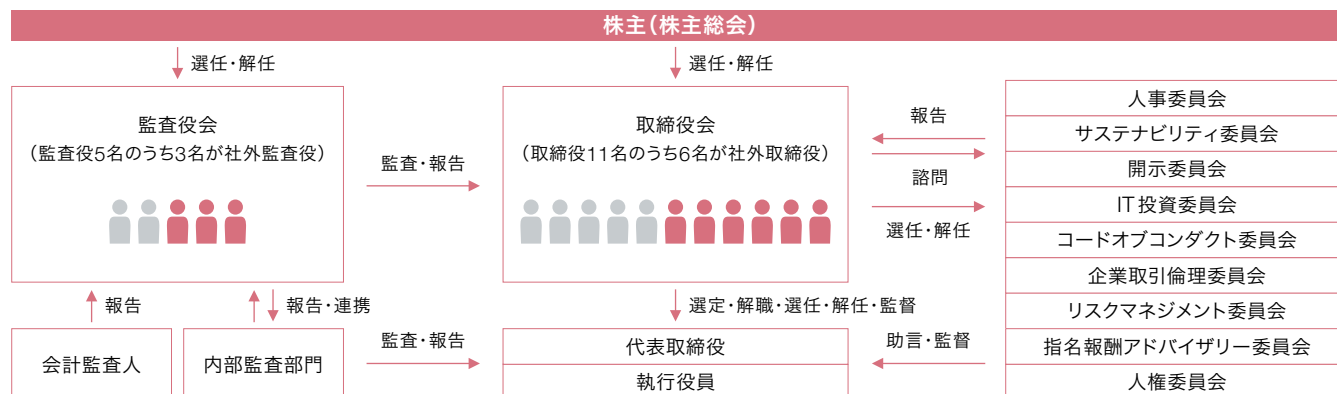 株主(株主総会)
選任・解任
選任・解任
監査役会
(監査役5名のうち3名が社外監査役)
監査・報告
取締役会
(取締役11名のうち6名が社外取締役)
報告
諮問
選任・解任
人事委員会
サステナビリティ委員会
開示委員会
IT投資委員会
コードオブコンダクト委員会
企業取引倫理委員会
リスクマネジメント委員会
指名報酬アドバイザリー委員会
人権委員会
報告
報告・連携
選定・解職・選任・解任・監督
会計監査人
内部監査部門
監査・報告
代表取締役
執行役員
助言・監督